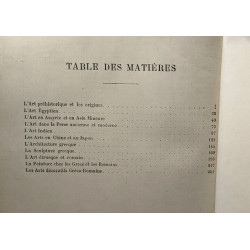 TABLE DES MATIÈRES
L'Art préhistorique et les origines
L'Art Égyptien
L'Art en Assyrie et en Asie Mineure
L'Art dans la Perse ancienne et moderne
L'Art Indien
Les Arts en Chine et au Japon
L'Architecture grecque
La Sculpture grecque
L'Art étrusque et romain
La Peinture chez les Grecs et les Romains
Les Arts décoratifs Gréco-Romains